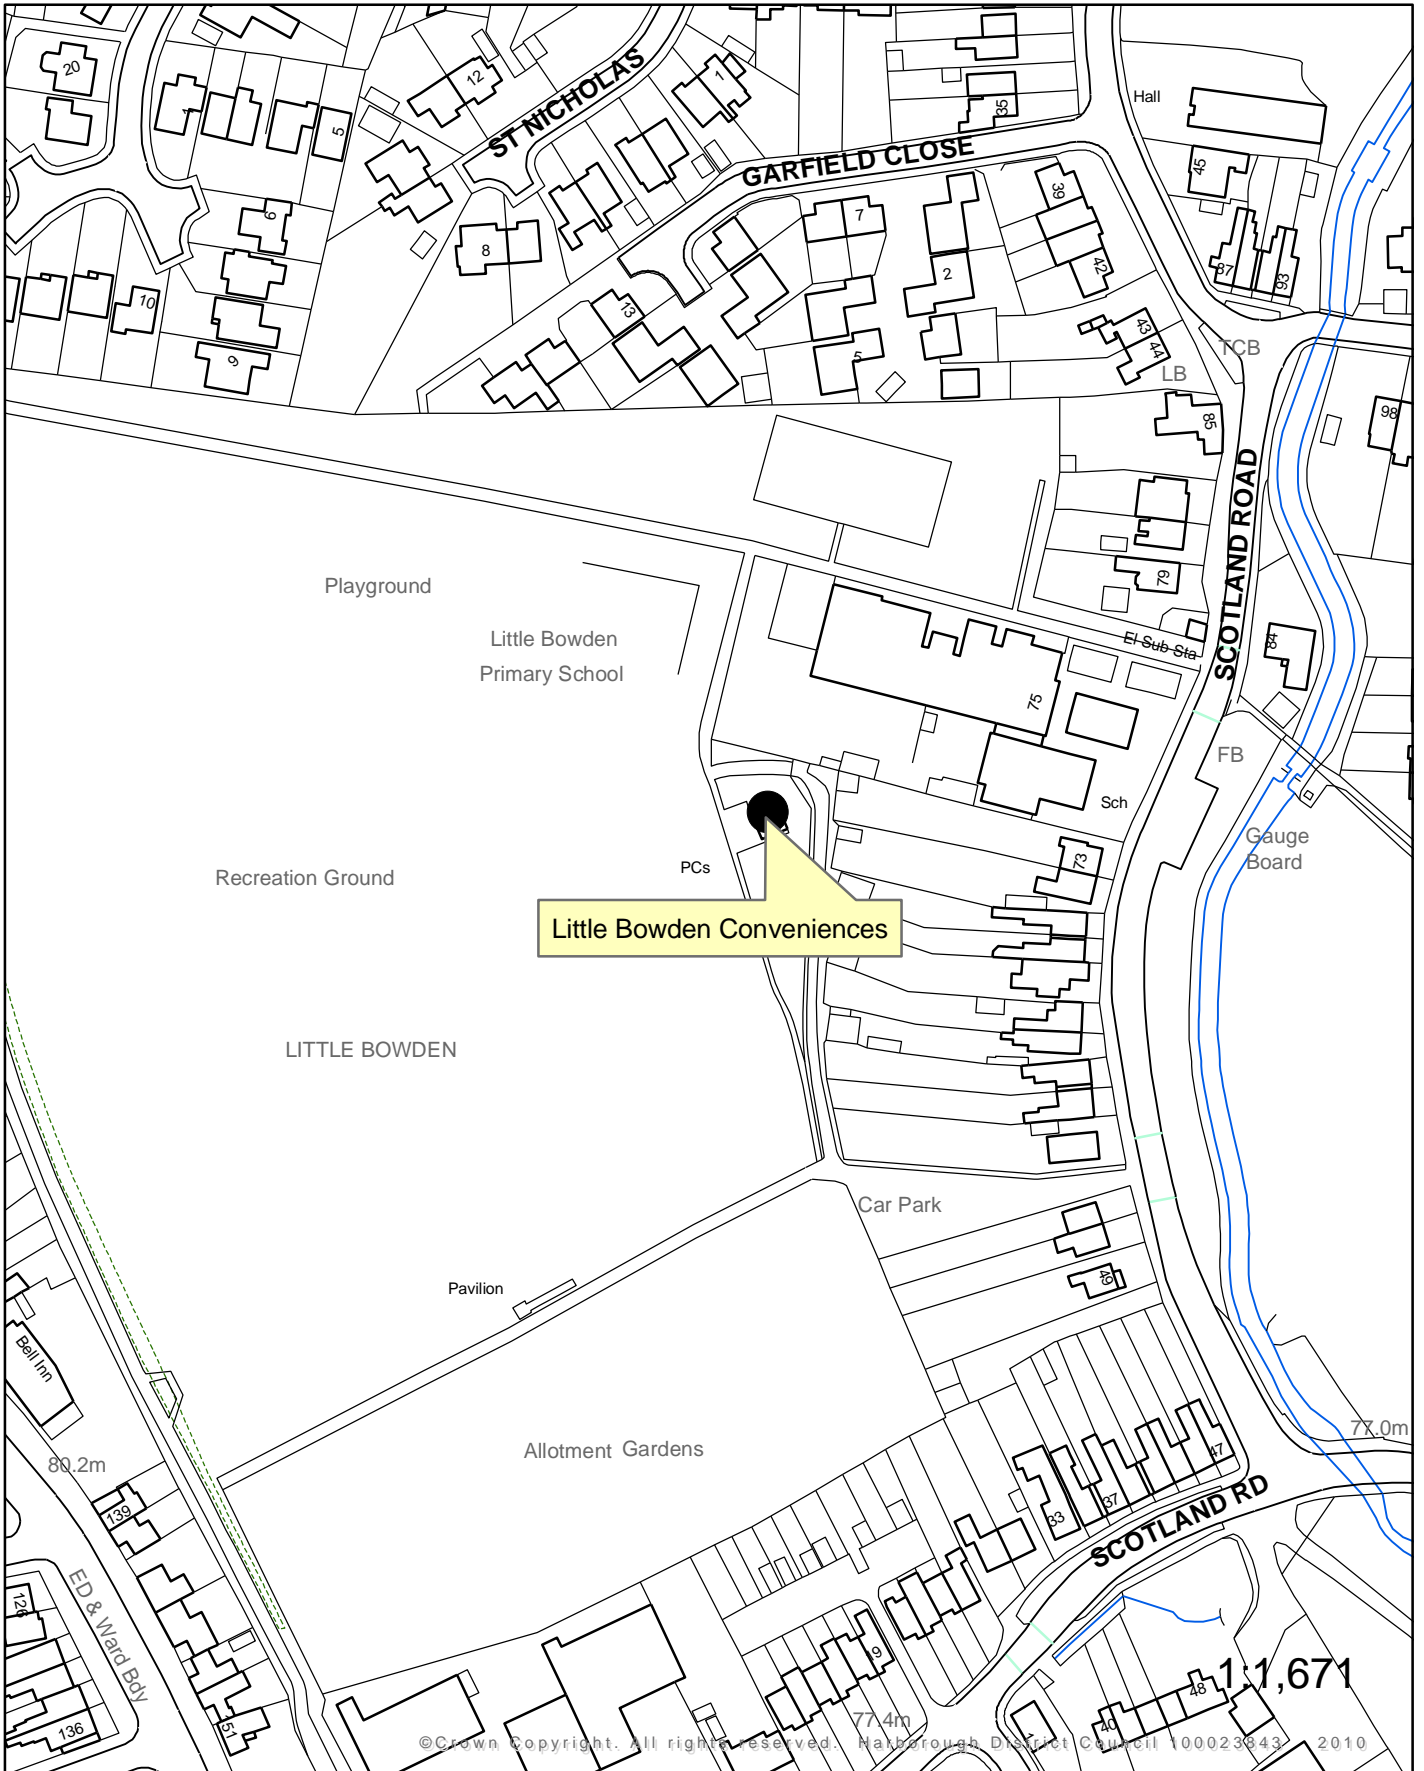 20
1
5
12
ST NICHOLAS
1
35
Hall
GARFIELD CLOSE
45
6
8
7
39
2
42
87
93
10
13
9
5
43
44
TCB
LB
85
98
SCOTLAND ROAD
Playground
79
Little Bowden
Primary School
El Sub Sta
84
75
FB
Sch
Gauge
Board
73
PCs
Recreation Ground
Little Bowden Conveniences
LITTLE BOWDEN
Car Park
49
Pavilion
Bell Inn
77.0m
Allotment Gardens
80.2m
47
37
33
139
SCOTLAND RD
126
ED & Ward Bdy
19
1:1,671
48
151
136
77.4m
1
40
©Crown Copyright. All rights reserved. Harborough District Council 100023843 2010